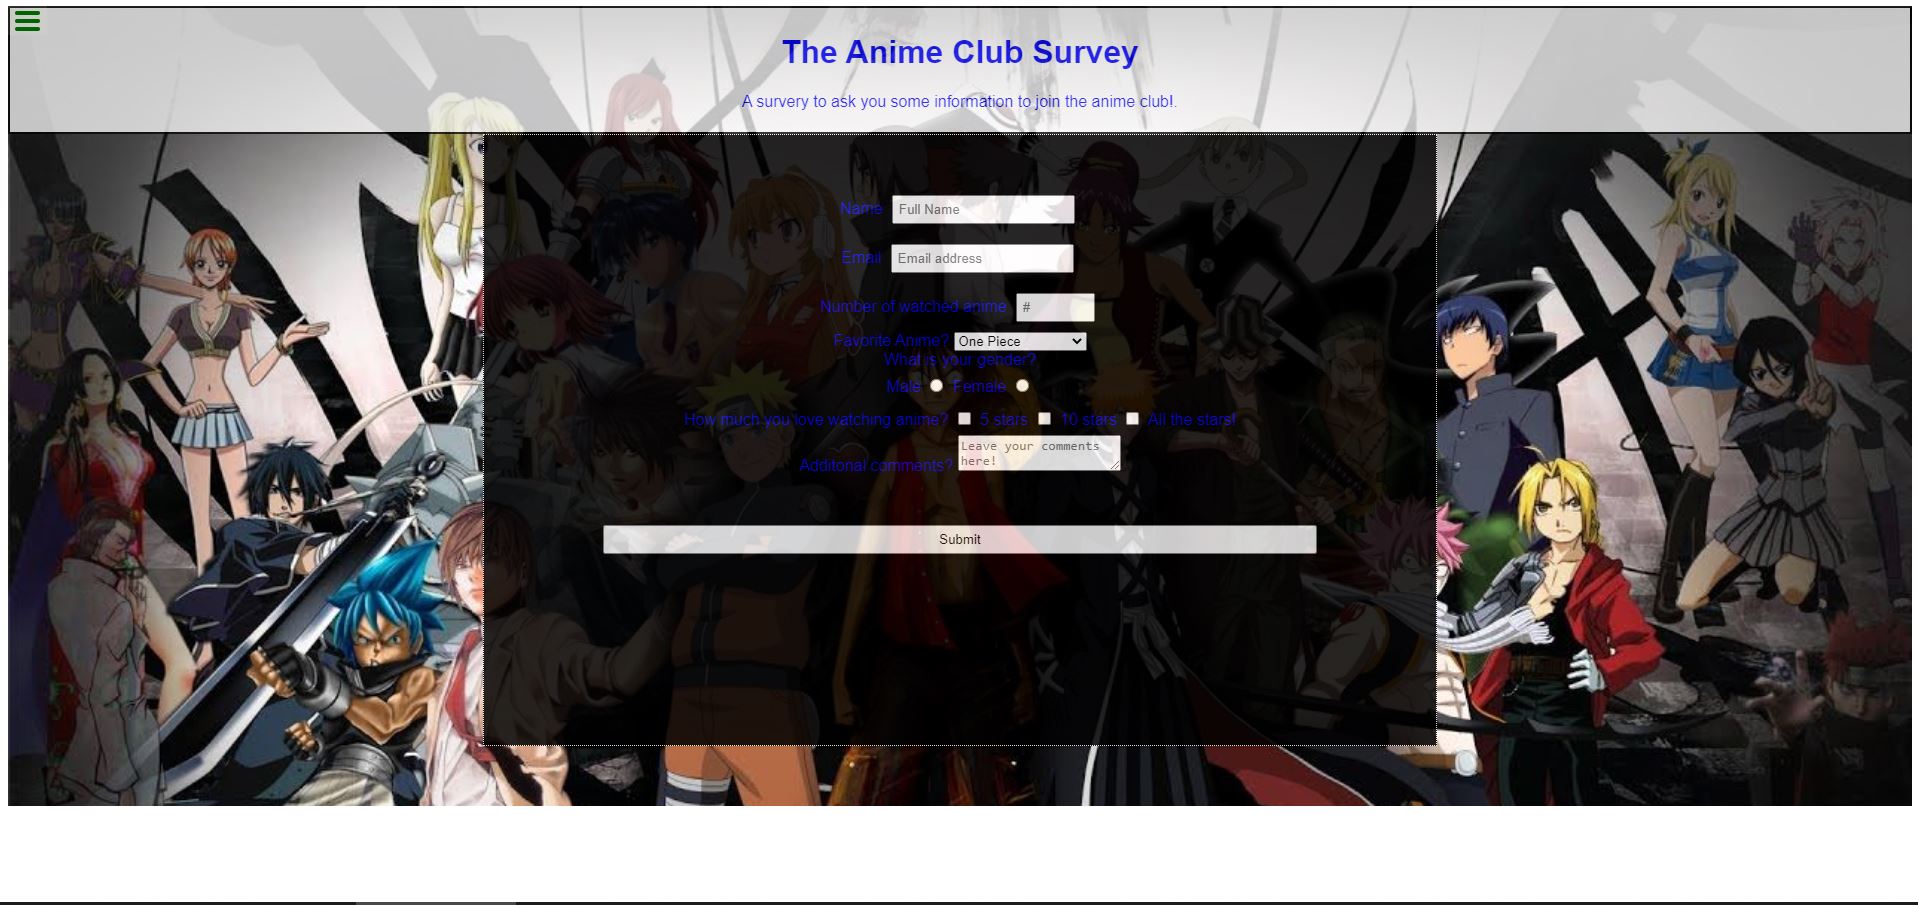 The Anime Club Survey
A survery to ask you some information to join the anime club!.
Name Full Name
Email Email address
Number of watched anime #
Favorite Anime? One Piece
What is your gender?
Male Female
How much you love watching anime? 5 stars 10 stars All the stars!
Additonal comments? Leave your comments
here!
Submit